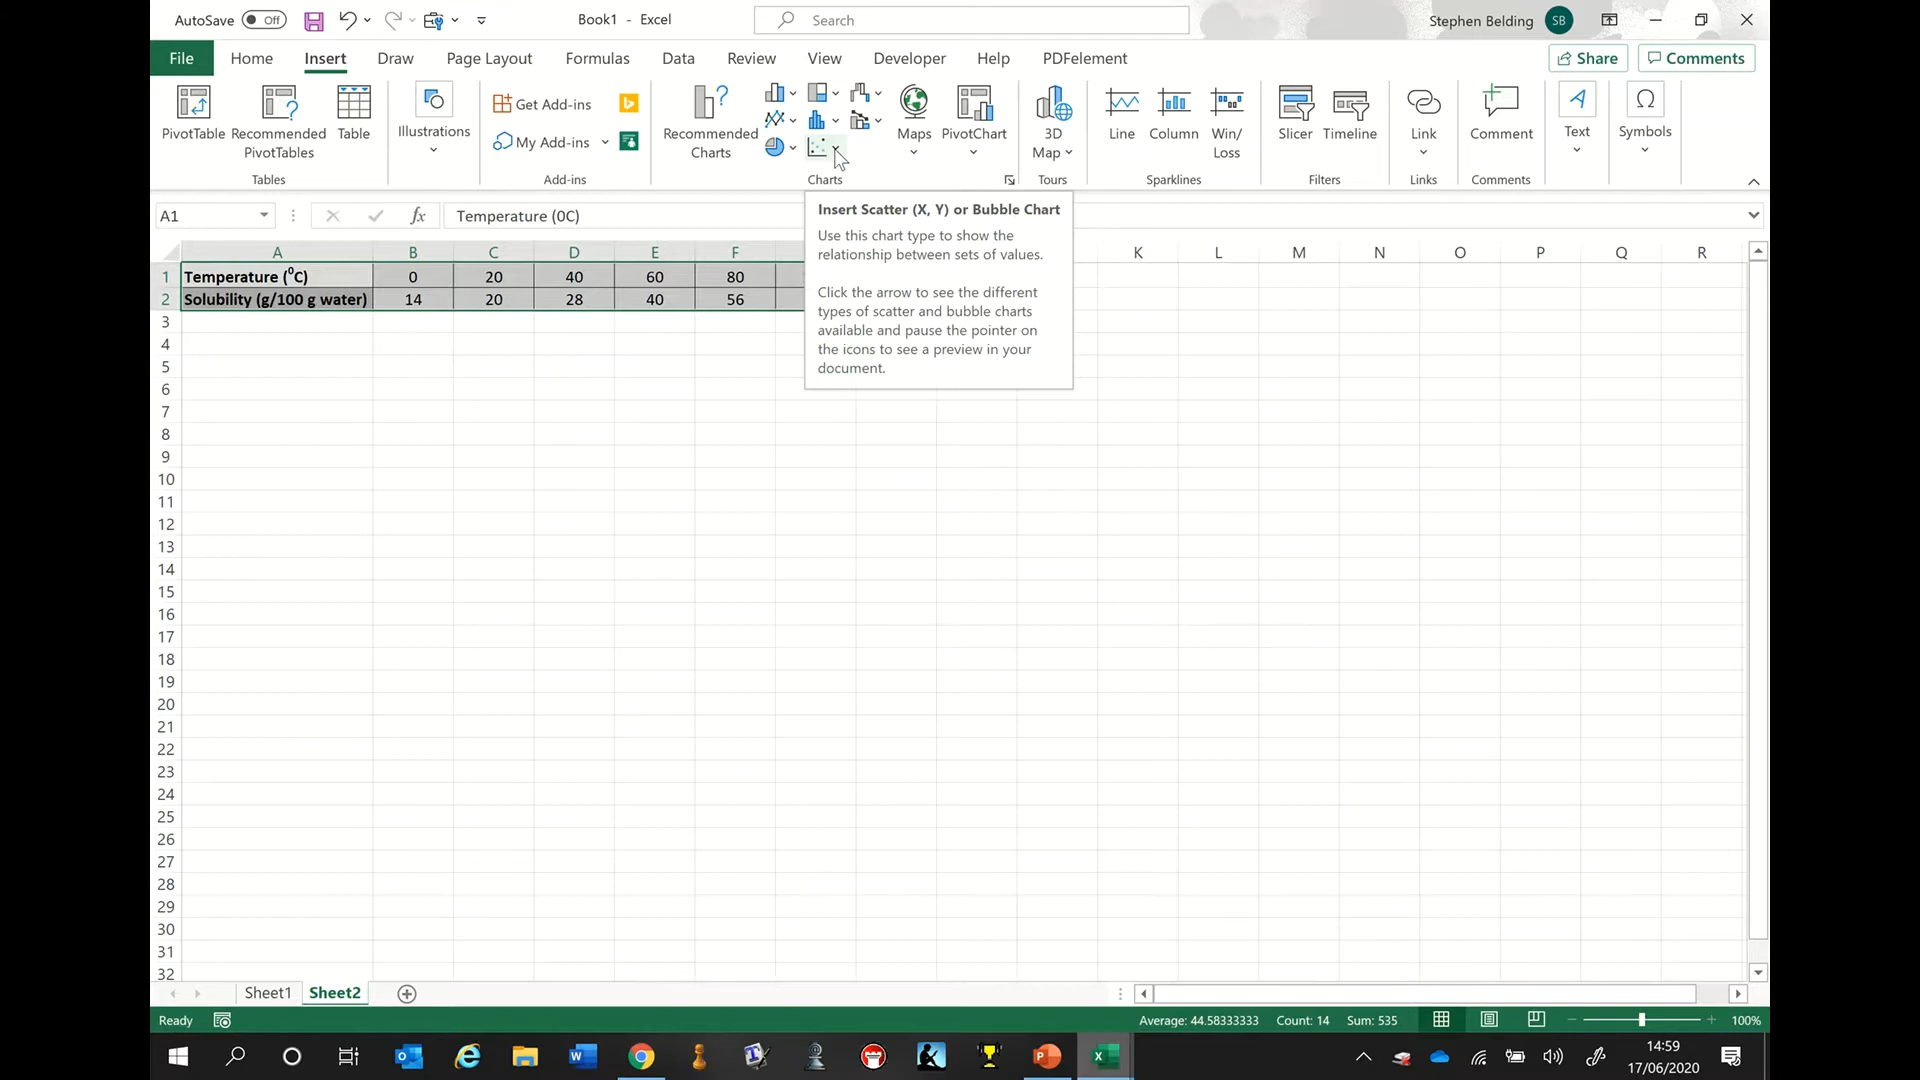 AutoSave Off
Book1 - Excel
Search
Stephen Belding SB
File Home Insert Draw Page Layout Formulas Data Review View Developer Help PDFelement
Share Comments
PivotTable
Recommended
PivotTables
Table
Tables
Illustrations
Get Add-ins
My Add-ins
Add-ins
Recommended
Charts
Maps
PivotChart
Charts
3D
Map
Tours
Line
Column
Win/
Loss
Sparklines
Slicer
Timeline
Filters
Link
Links
Comment
Comments
Text
Symbols
A1 fx Temperature (0C)
Insert Scatter (X, Y) or Bubble Chart
Use this chart type to show the
relationship between sets of values.
Click the arrow to see the different
types of scatter and bubble charts
available and pause the pointer on
the icons to see a preview in your
document.
A B C D E F K L M N O P Q R
1 Temperature (⁰C) 0 20 40 60 80
2 Solubility (g/100 g water) 14 20 28 40 56
3
4
5
6
7
8
9
10
11
12
13
14
15
16
17
18
19
20
21
22
23
24
25
26
27
28
29
30
31
32
Sheet1 Sheet2
Ready
Average: 44.58333333 Count: 14 Sum: 535
100%
14:59
17/06/2020